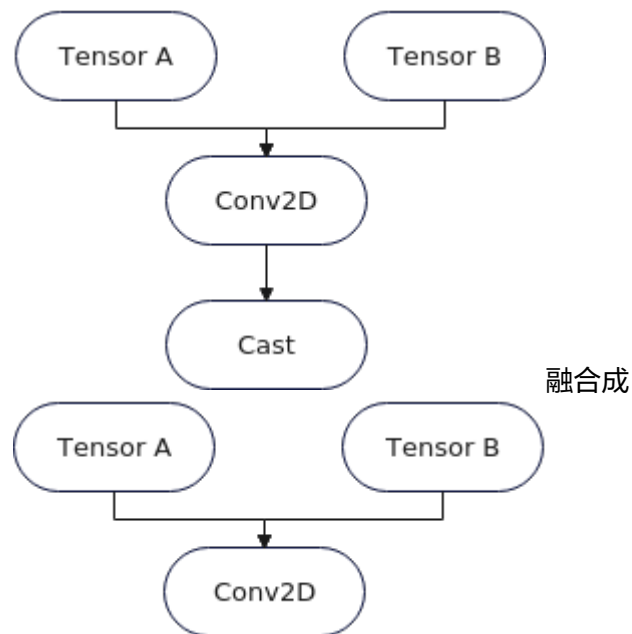 Tensor A
Tensor B
Conv2D
Cast
融合成
Tensor A
Tensor B
Conv2D